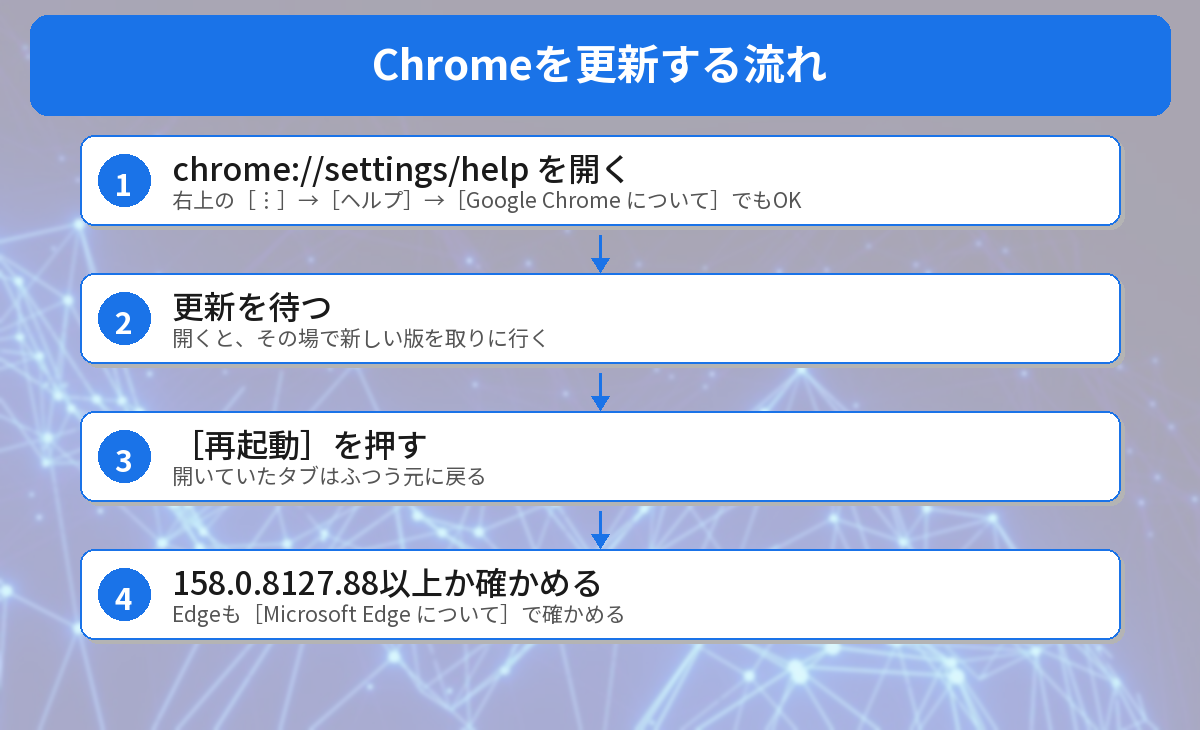 Chromeを更新する流れ
1
chrome://settings/help を開く
右上の［⋮］→［ヘルプ］→［Google Chrome について］でもOK
2
更新を待つ
開くと、その場で新しい版を取りに行く
3
［再起動］を押す
開いていたタブはふつう元に戻る
4
158.0.8127.88以上か確かめる
Edgeも［Microsoft Edge について］で確かめる